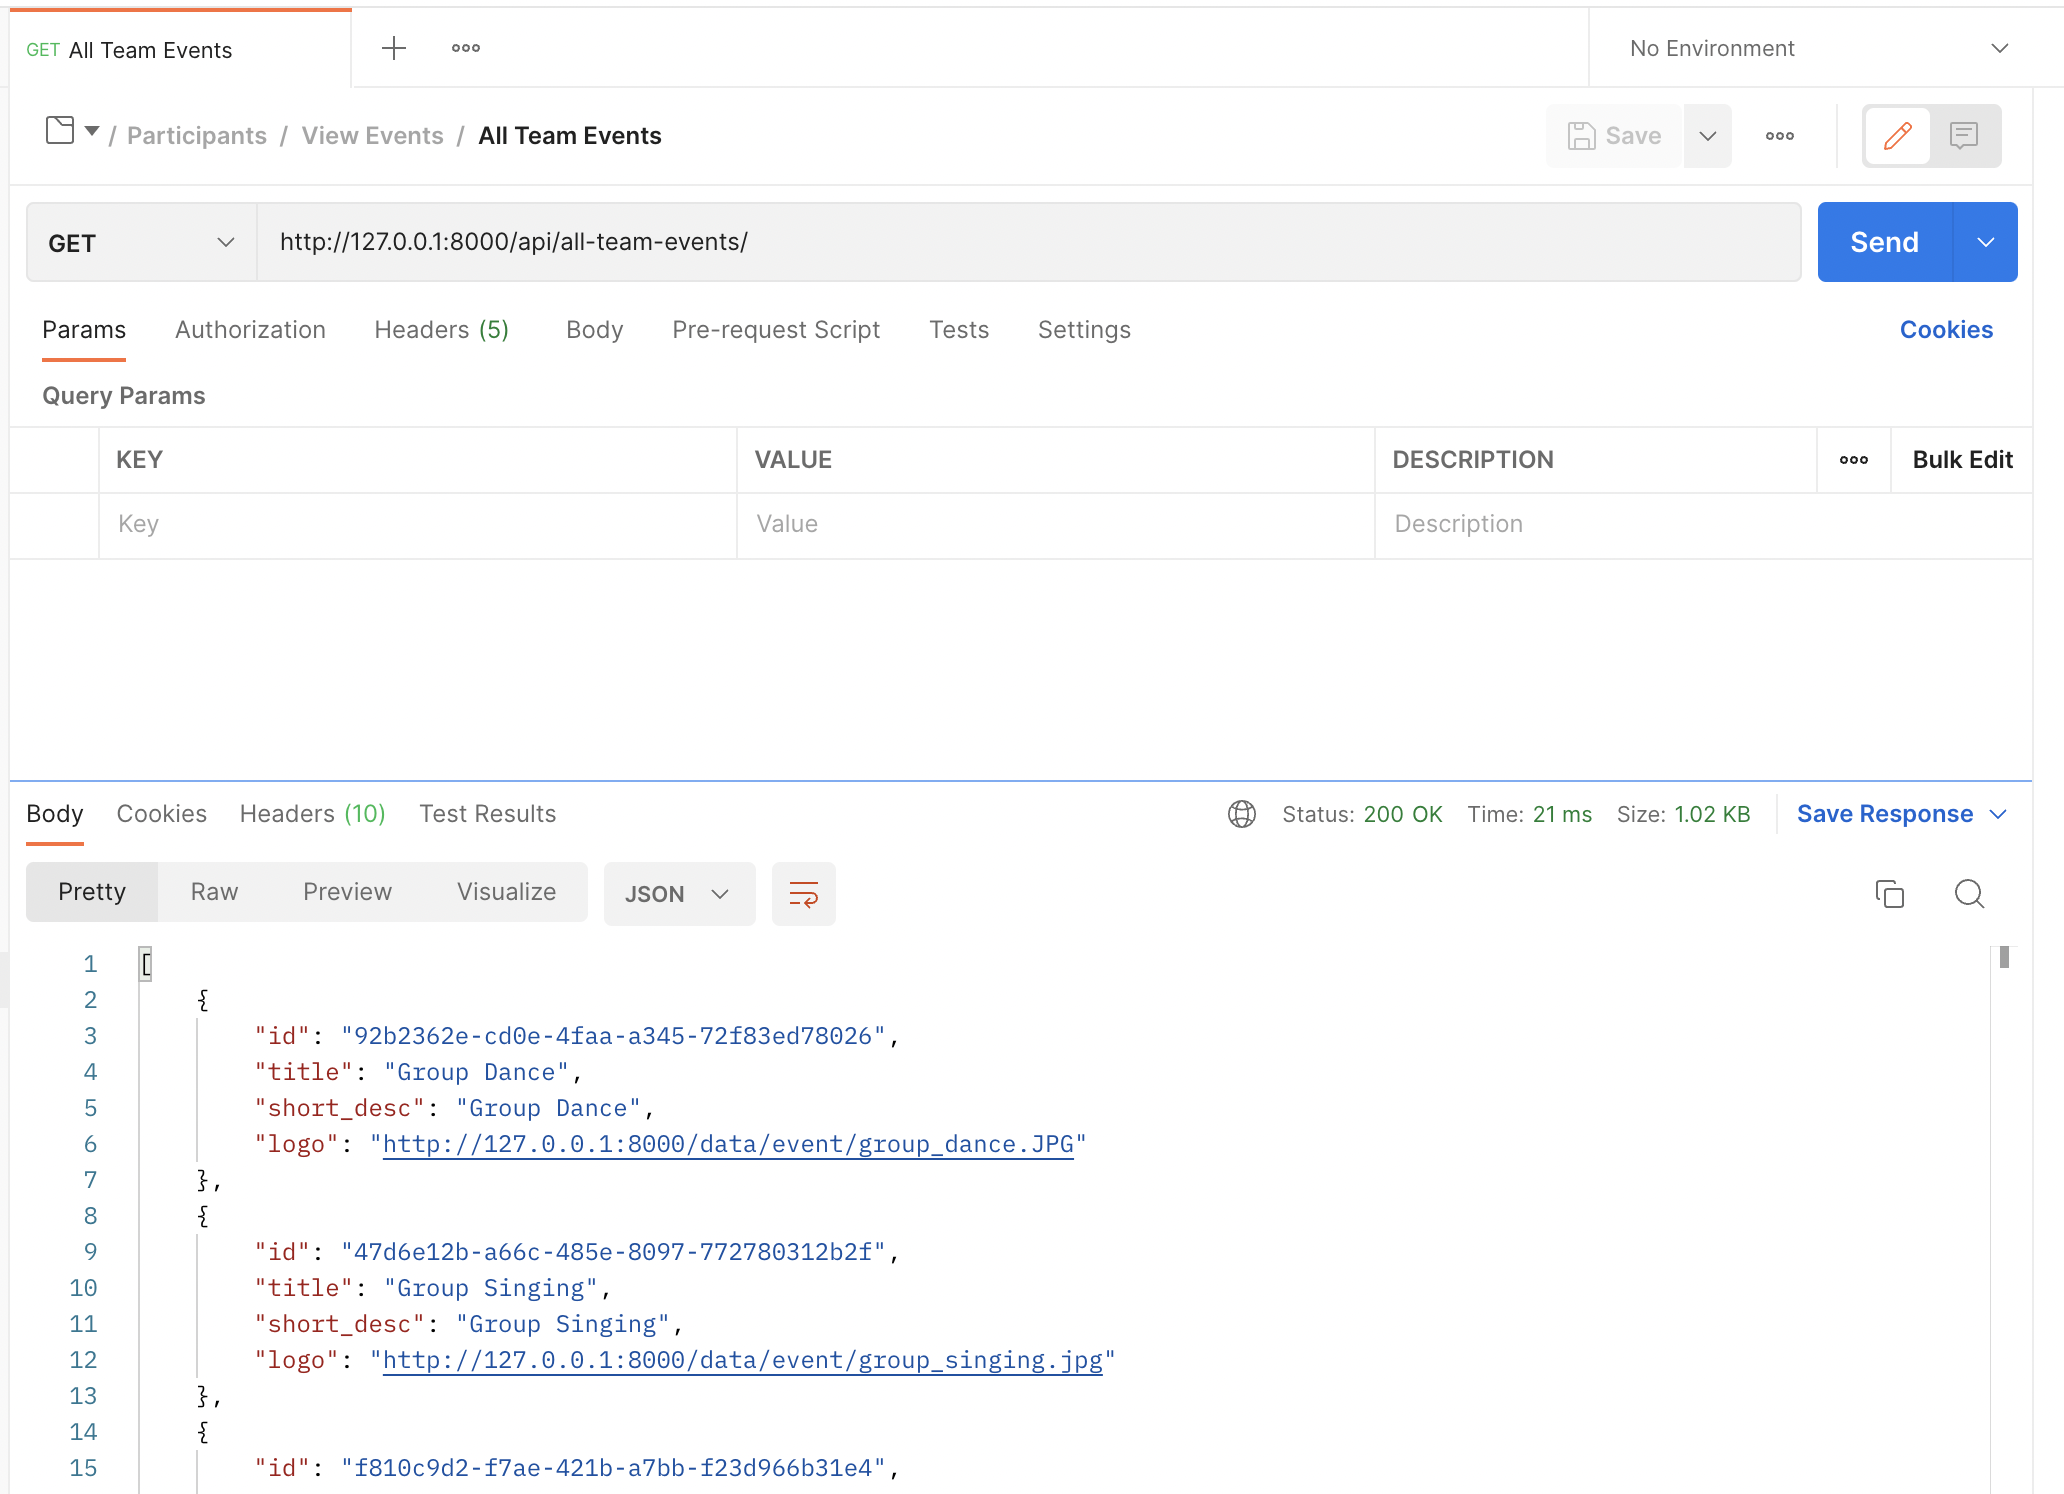 GET All Team Events
No Environment
/ Participants / View Events / All Team Events
Save
GET
http://127.0.0.1:8000/api/all-team-events/
Send
Params Authorization Headers (5) Body Pre-request Script Tests Settings Cookies
Query Params
KEY VALUE DESCRIPTION Bulk Edit
Key Value Description
Body Cookies Headers (10) Test Results Status: 200 OK Time: 21 ms Size: 1.02 KB Save Response
Pretty Raw Preview Visualize JSON
1 [
2 {
3 "id": "92b2362e-cd0e-4faa-a345-72f83ed78026",
4 "title": "Group Dance",
5 "short_desc": "Group Dance",
6 "logo": "http://127.0.0.1:8000/data/event/group_dance.JPG"
7 },
8 {
9 "id": "47d6e12b-a66c-485e-8097-772780312b2f",
10 "title": "Group Singing",
11 "short_desc": "Group Singing",
12 "logo": "http://127.0.0.1:8000/data/event/group_singing.jpg"
13 },
14 {
15 "id": "f810c9d2-f7ae-421b-a7bb-f23d966b31e4",